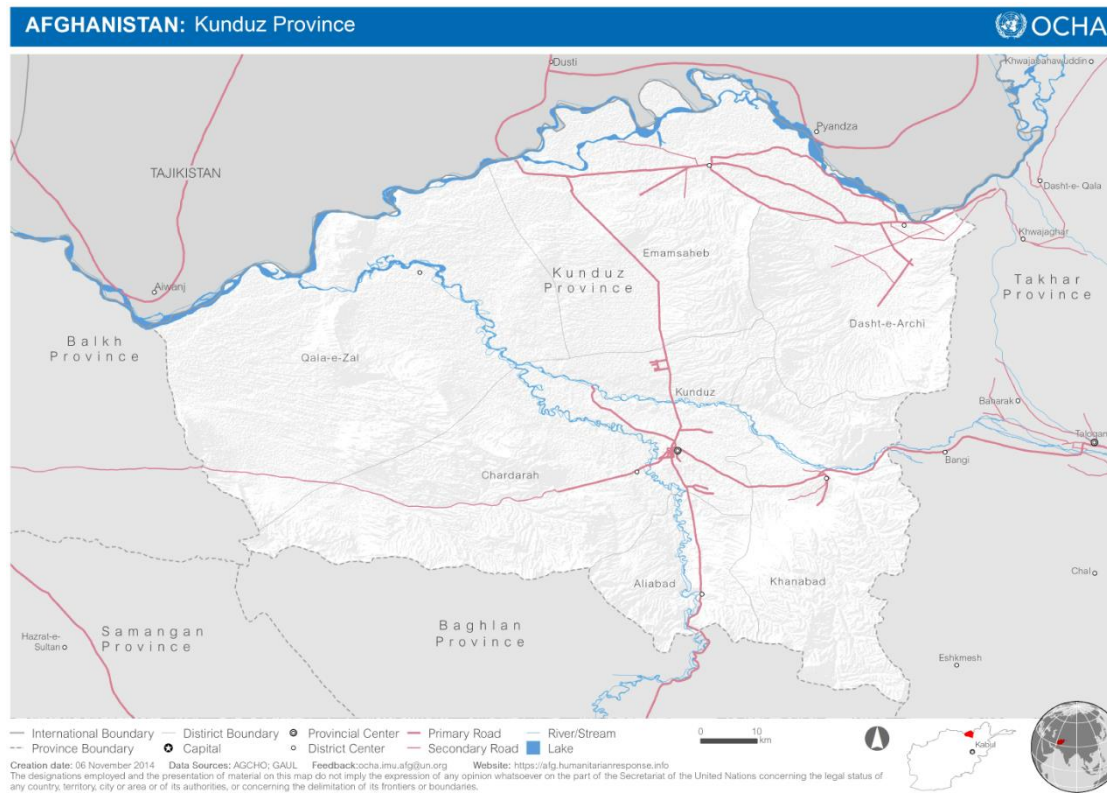 AFGHANISTAN: Kunduz Province
OCHA
Dusti
Khwajabahawuddin
Pyandza
TAJIKISTAN
Dasht-e- Qala
Khwajaghar
Emamsaheb
Kunduz
Province
Takhar
Province
Aiwanj
Dasht-e-Archi
Balkh
Province
Qala-e-Zal
Kunduz
Baharak
Taloqan
Bangi
Chardarah
Aliabad
Khanabad
Chal
Baghlan
Province
Samangan
Province
Hazrat-e-
Sultan
Eshkmesh
International Boundary District Boundary Provincial Center Primary Road River/Stream
Province Boundary Capital District Center Secondary Road Lake
0 10
km
Kabul
Creation date: 06 November 2014 Data Sources: AGCHO; GAUL Feedback:ocha.imu.afg@un.org Website: https://afg.humanitarianresponse.info
The designations employed and the presentation of material on this map do not imply the expression of any opinion whatsoever on the part of the Secretariat of the United Nations concerning the legal status of
any country, territory, city or area or of its authorities, or concerning the delimitation of its frontiers or boundaries.